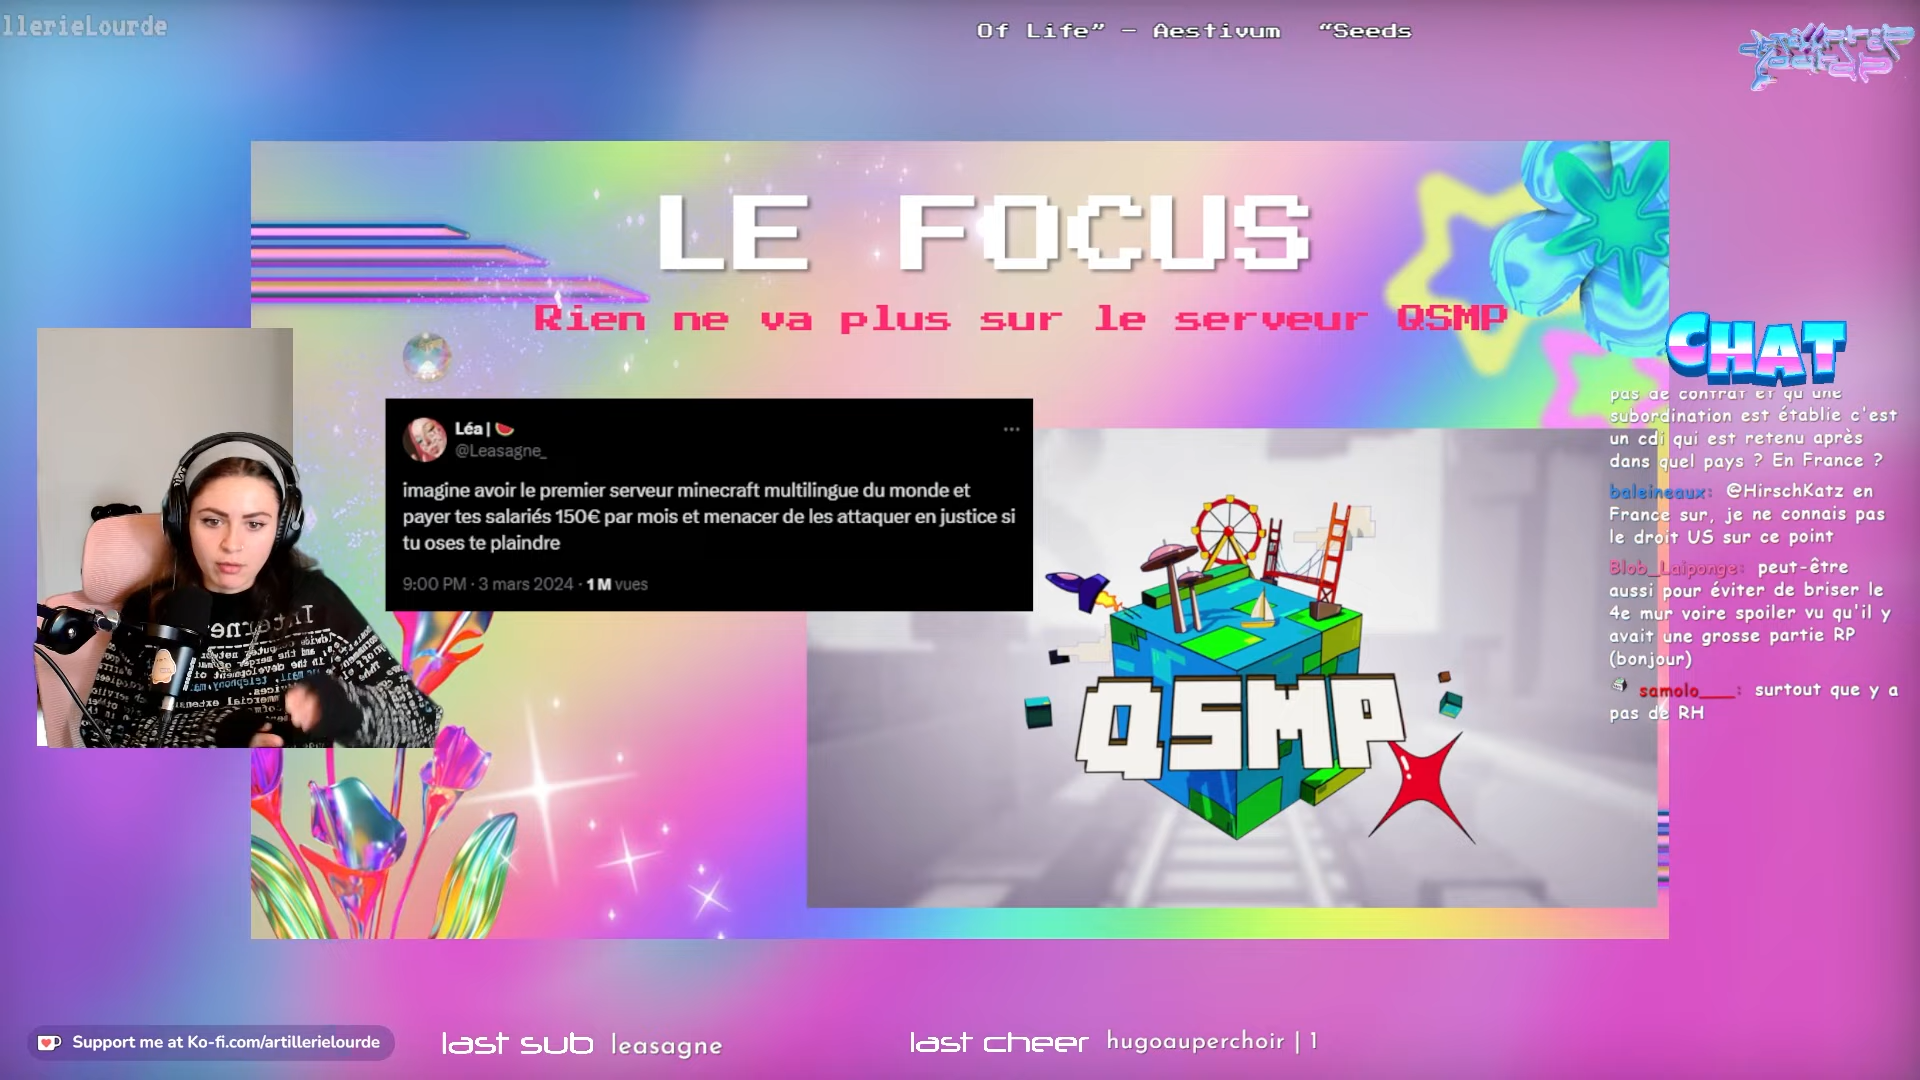 llerieLourde
Of Life” – Aestivum “Seeds
LE FOCUS
Rien ne va plus sur le serveur QSMP
Léa |
@Leasagne_
imagine avoir le premier serveur minecraft multilingue du monde et
payer tes salariés 150€ par mois et menacer de les attaquer en justice si
tu oses te plaindre
9:00 PM · 3 mars 2024 · 1 M vues
QSMP
CHAT
pas de contrat et qu'une
subordination est établie c'est
un cdi qui est retenu après
dans quel pays ? En France ?
baleineaux: @HirschKatz en
France sur, je ne connais pas
le droit US sur ce point
Blob_Laiponge: peut-être
aussi pour éviter de briser le
4e mur voire spoiler vu qu'il y
avait une grosse partie RP
(bonjour)
samolo___: surtout que y a
pas de RH
Support me at Ko-fi.com/artillerielourde
last sub leasagne
last cheer hugoauperchoir | 1